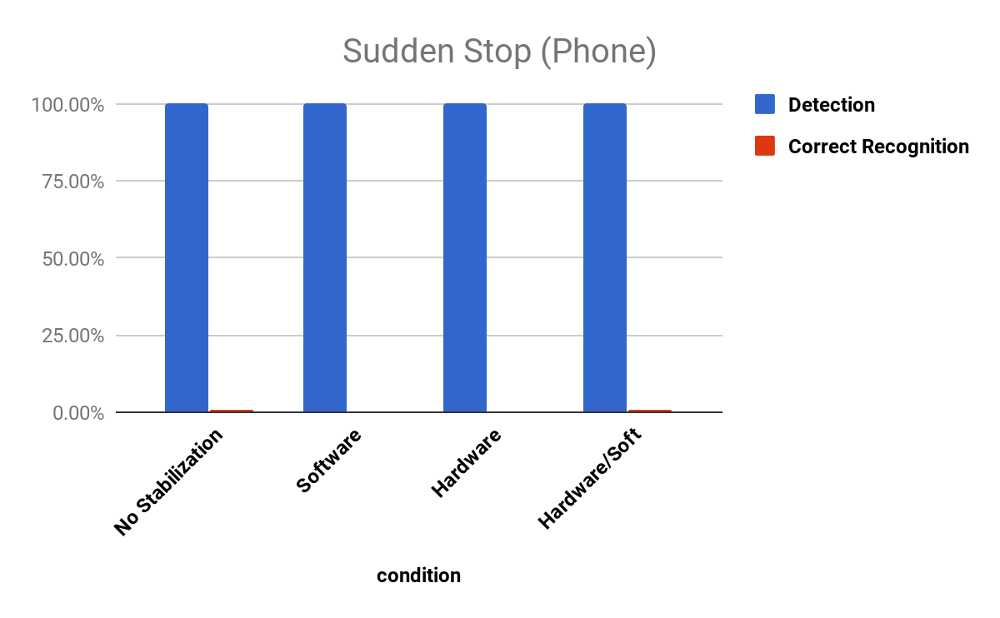 Sudden Stop (Phone)
100.00%
75.00%
50.00%
25.00%
0.00%
Detection
Correct Recognition
No Stabilization
Software
Hardware
Hardware/Soft
condition